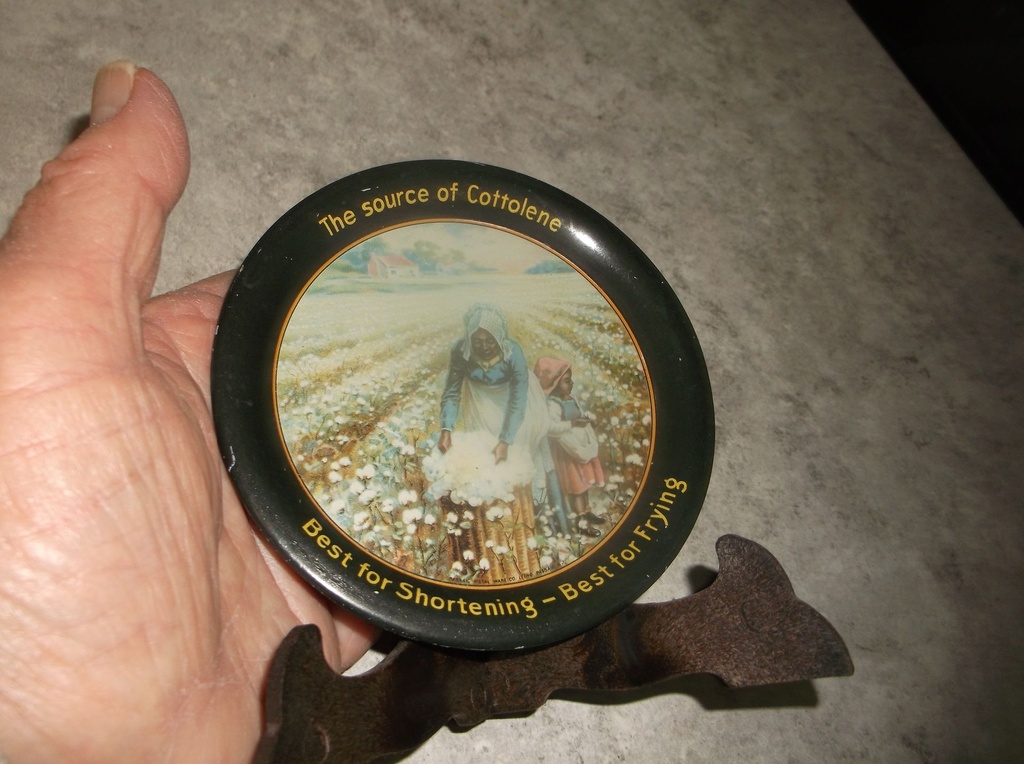 The source of Cottolene
Best for Shortening – Best for Frying